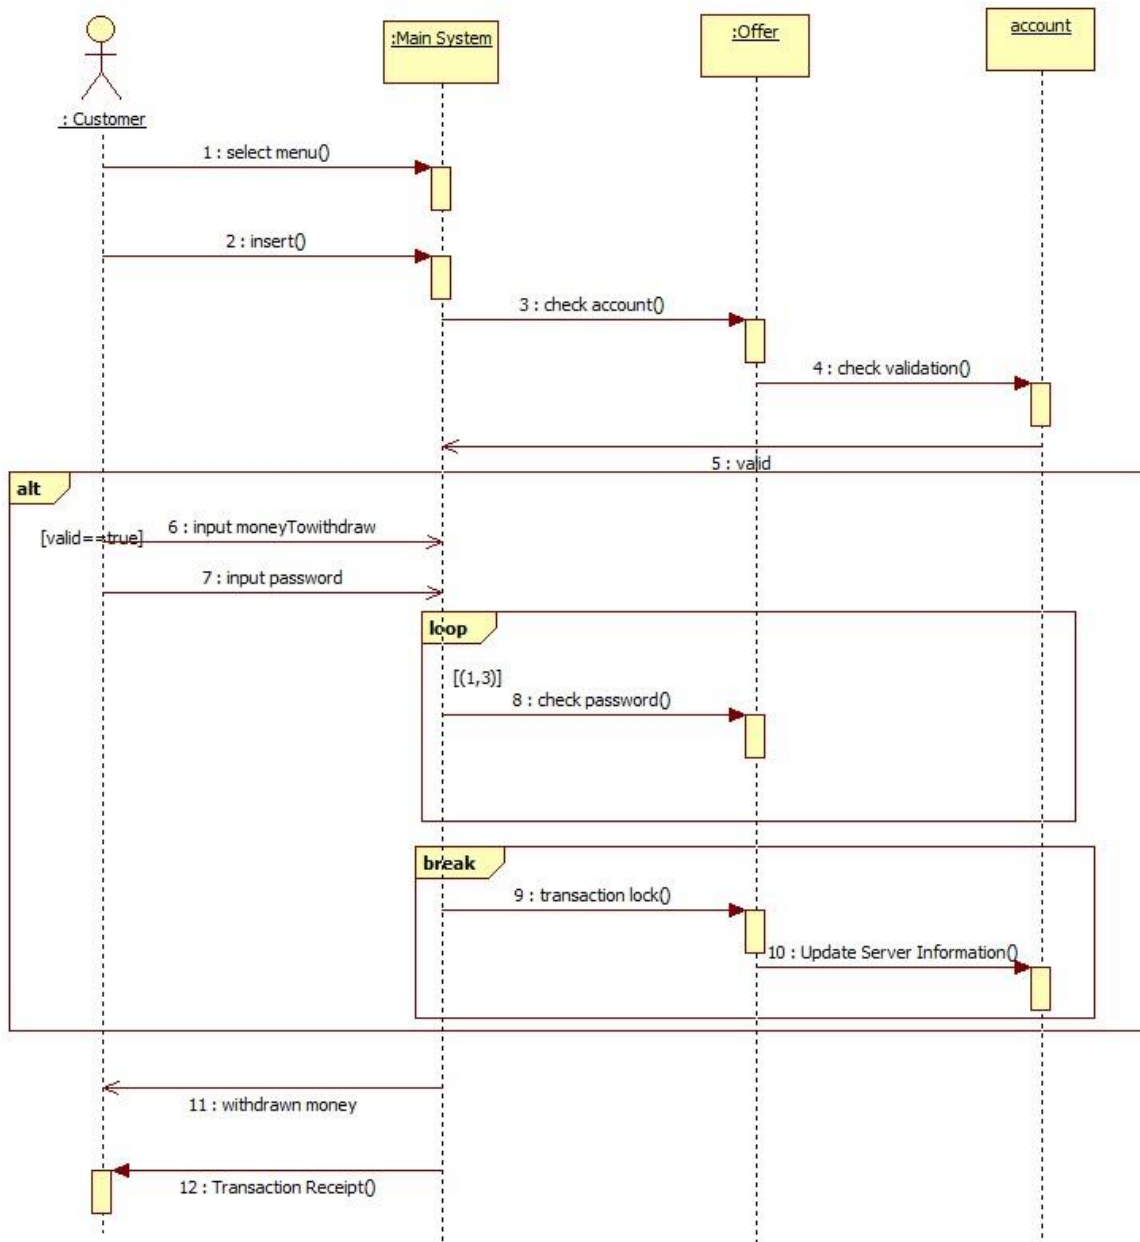 :Main System
:Offer
account
: Customer
1 : select menu()
2 : insert()
3 : check account()
4 : check validation()
5 : valid
alt
6 : input moneyTowithdraw
[valid==true]
7 : input password
loop
[(1,3)]
8 : check password()
break
9 : transaction lock()
10 : Update Server Information()
11 : withdrawn money
12 : Transaction Receipt()